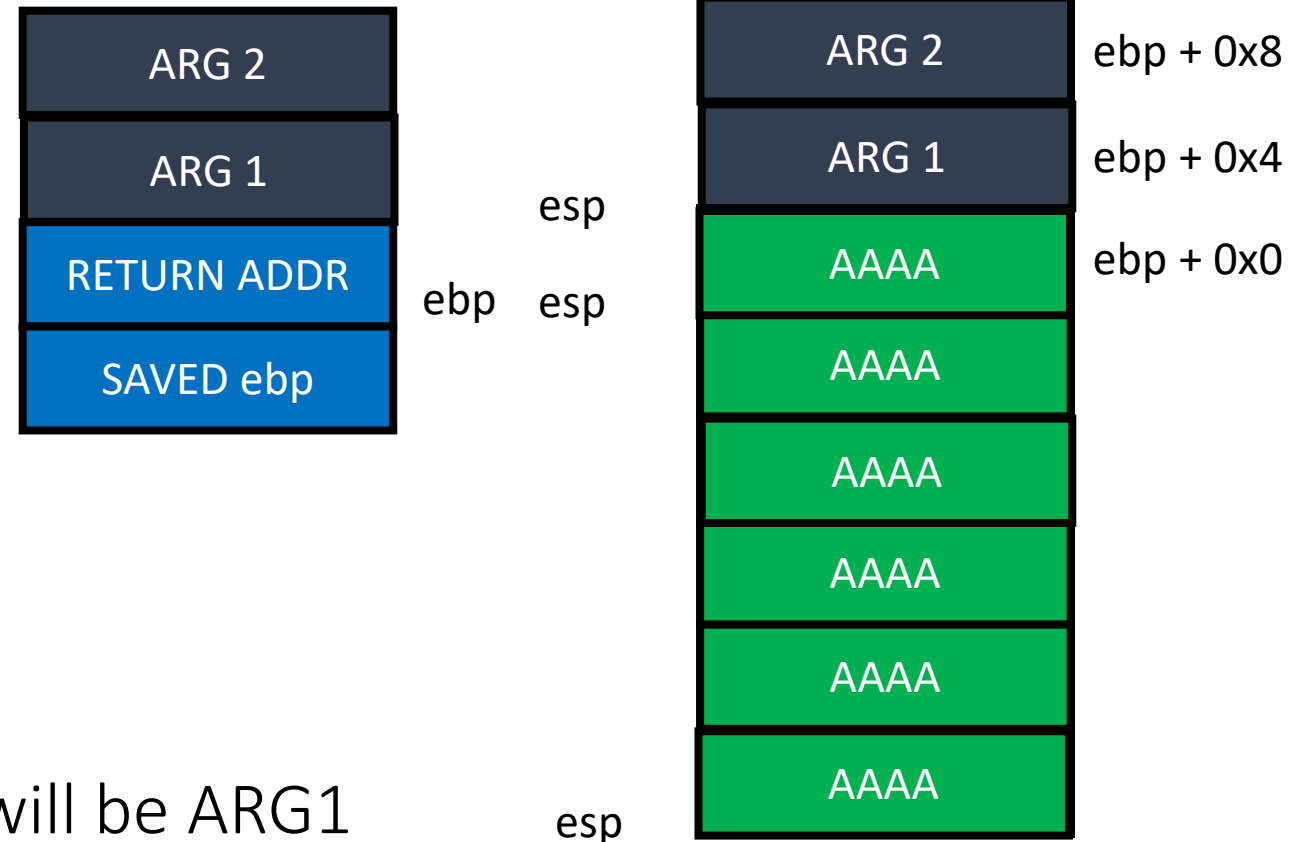 ARG 2
ARG 1
RETURN ADDR
SAVED ebp
ebp
esp
esp
esp
ARG 2
ARG 1
AAAA
AAAA
AAAA
AAAA
AAAA
AAAA
ebp + 0x8
ebp + 0x4
ebp + 0x0
will be ARG1